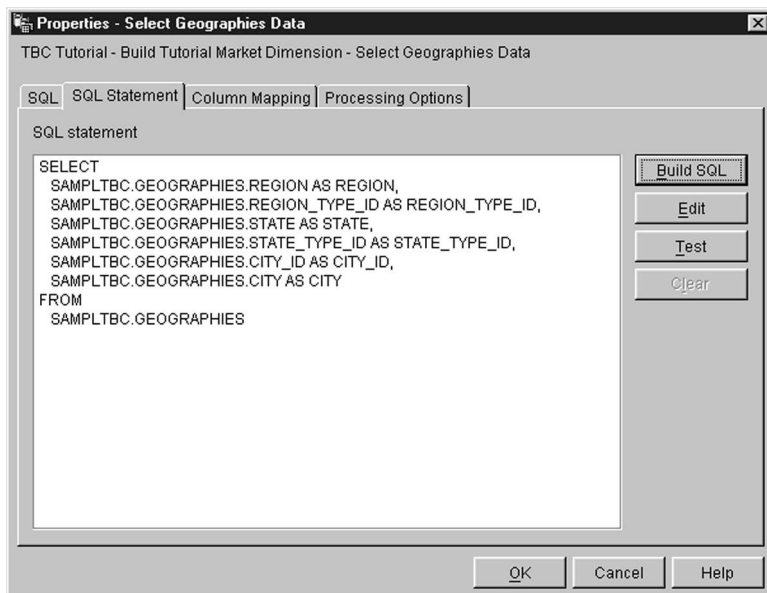 Properties - Select Geographies Data
TBC Tutorial - Build Tutorial Market Dimension - Select Geographies Data
SQL SQL Statement Column Mapping Processing Options
SQL statement
SELECT
SAMPLTBC.GEOGRAPHIES.REGION AS REGION,
SAMPLTBC.GEOGRAPHIES.REGION_TYPE_ID AS REGION_TYPE_ID,
SAMPLTBC.GEOGRAPHIES.STATE AS STATE,
SAMPLTBC.GEOGRAPHIES.STATE_TYPE_ID AS STATE_TYPE_ID,
SAMPLTBC.GEOGRAPHIES.CITY_ID AS CITY_ID,
SAMPLTBC.GEOGRAPHIES.CITY AS CITY
FROM
SAMPLTBC.GEOGRAPHIES
Build SQL
Edit
Test
Clear
OK Cancel Help